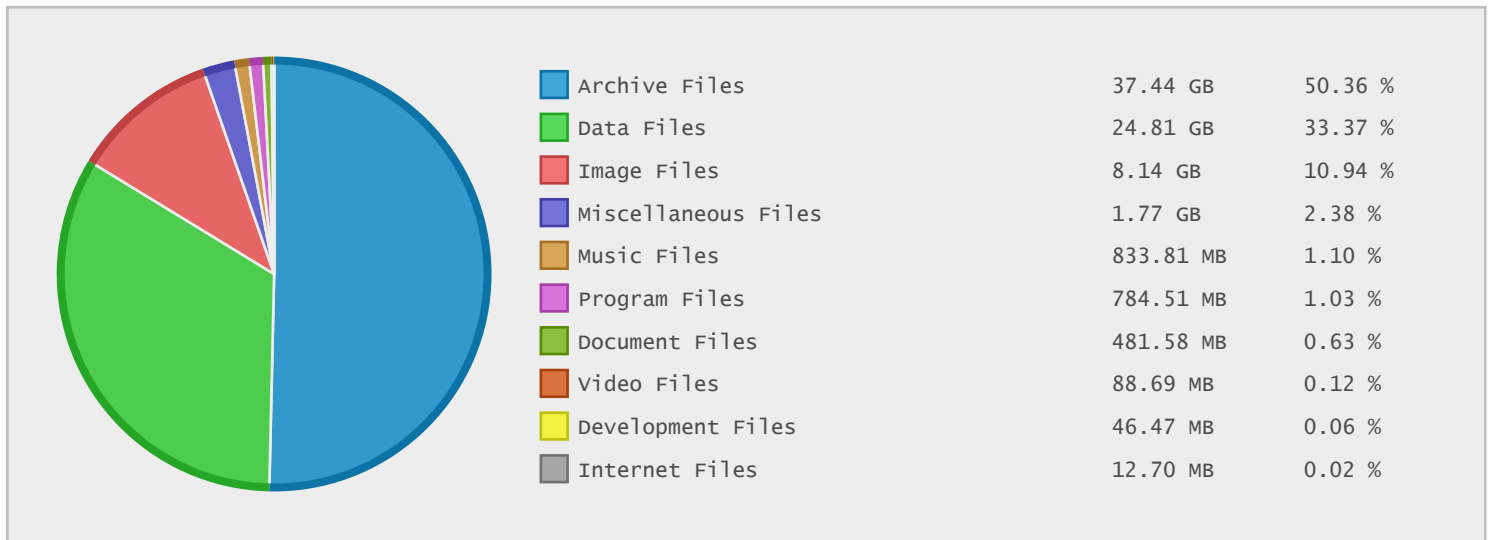 Archive Files 37.44 GB 50.36 %
Data Files 24.81 GB 33.37 %
Image Files 8.14 GB 10.94 %
Miscellaneous Files 1.77 GB 2.38 %
Music Files 833.81 MB 1.10 %
Program Files 784.51 MB 1.03 %
Document Files 481.58 MB 0.63 %
Video Files 88.69 MB 0.12 %
Development Files 46.47 MB 0.06 %
Internet Files 12.70 MB 0.02 %